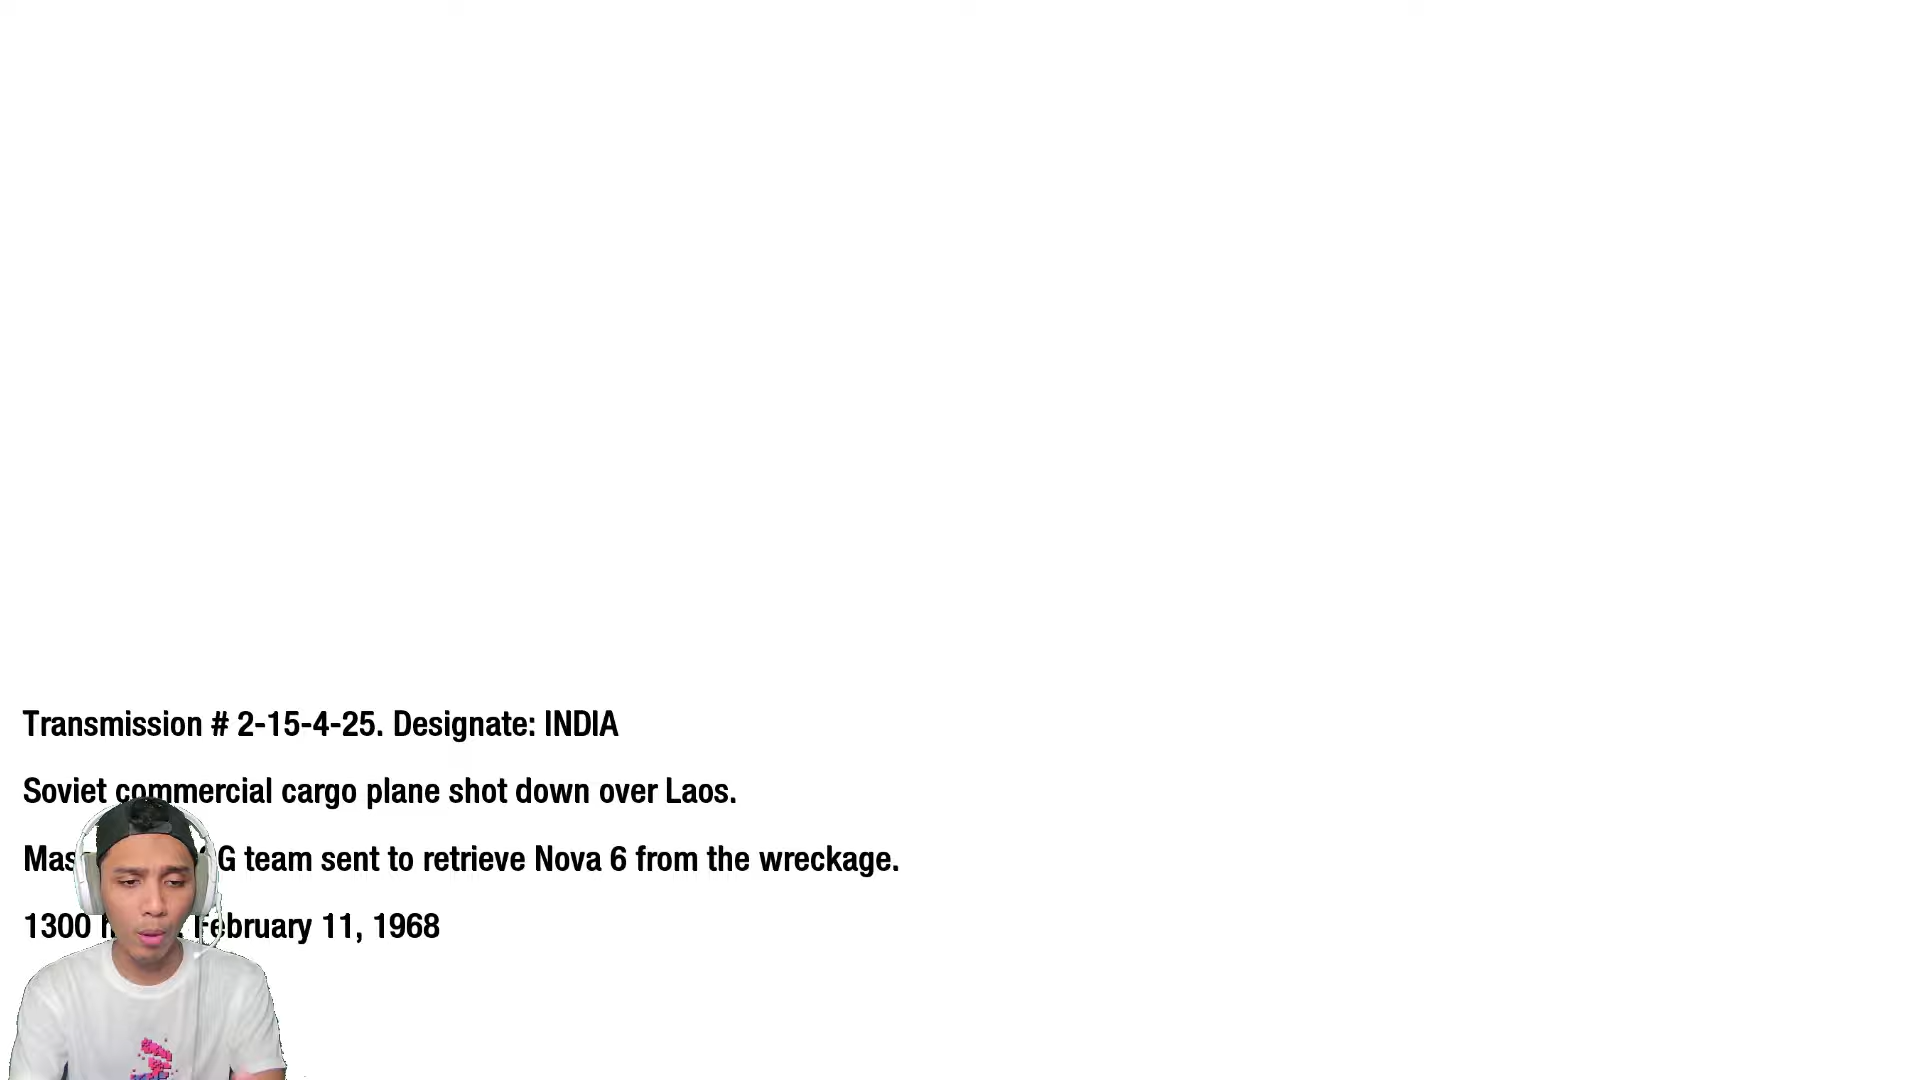 Transmission # 2-15-4-25. Designate: INDIA
Soviet commercial cargo plane shot down over Laos.
G team sent to retrieve Nova 6 from the wreckage.
1300 February 11, 1968